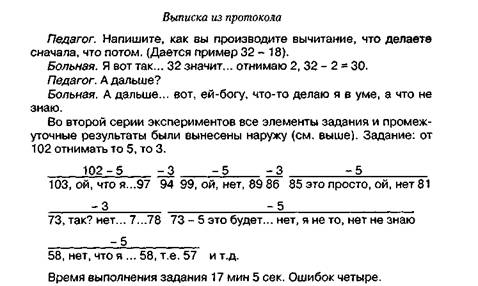 Выписка из протокола
Педагог. Напишите, как вы производите вычитание, что делаете
сначала, что потом. (Дается пример 32 – 18).
Больная. Я вот так... 32 значит... отнимаю 2, 32 – 2 = 30.
Педагог. А дальше?
Больная. А дальше... вот, ей-богу, что-то делаю я в уме, а что не
знаю.
Во второй серии экспериментов все элементы задания и промеж-
уточные результаты были вынесены наружу (см. выше). Задание: от
102 отнимать то 5, то 3.
102 – 5 – 3 – 5 – 3 – 5
103, ой, что я...97 94 99, ой, нет, 89 86 85 это просто, ой, нет 81
– 3 – 5
73, так? нет... 7...78 73 – 5 это будет... нет, я не то, нет не знаю
– 5
58, нет, что я ... 58, т.е. 57 и т.д.
Время выполнения задания 17 мин 5 сек. Ошибок четыре.